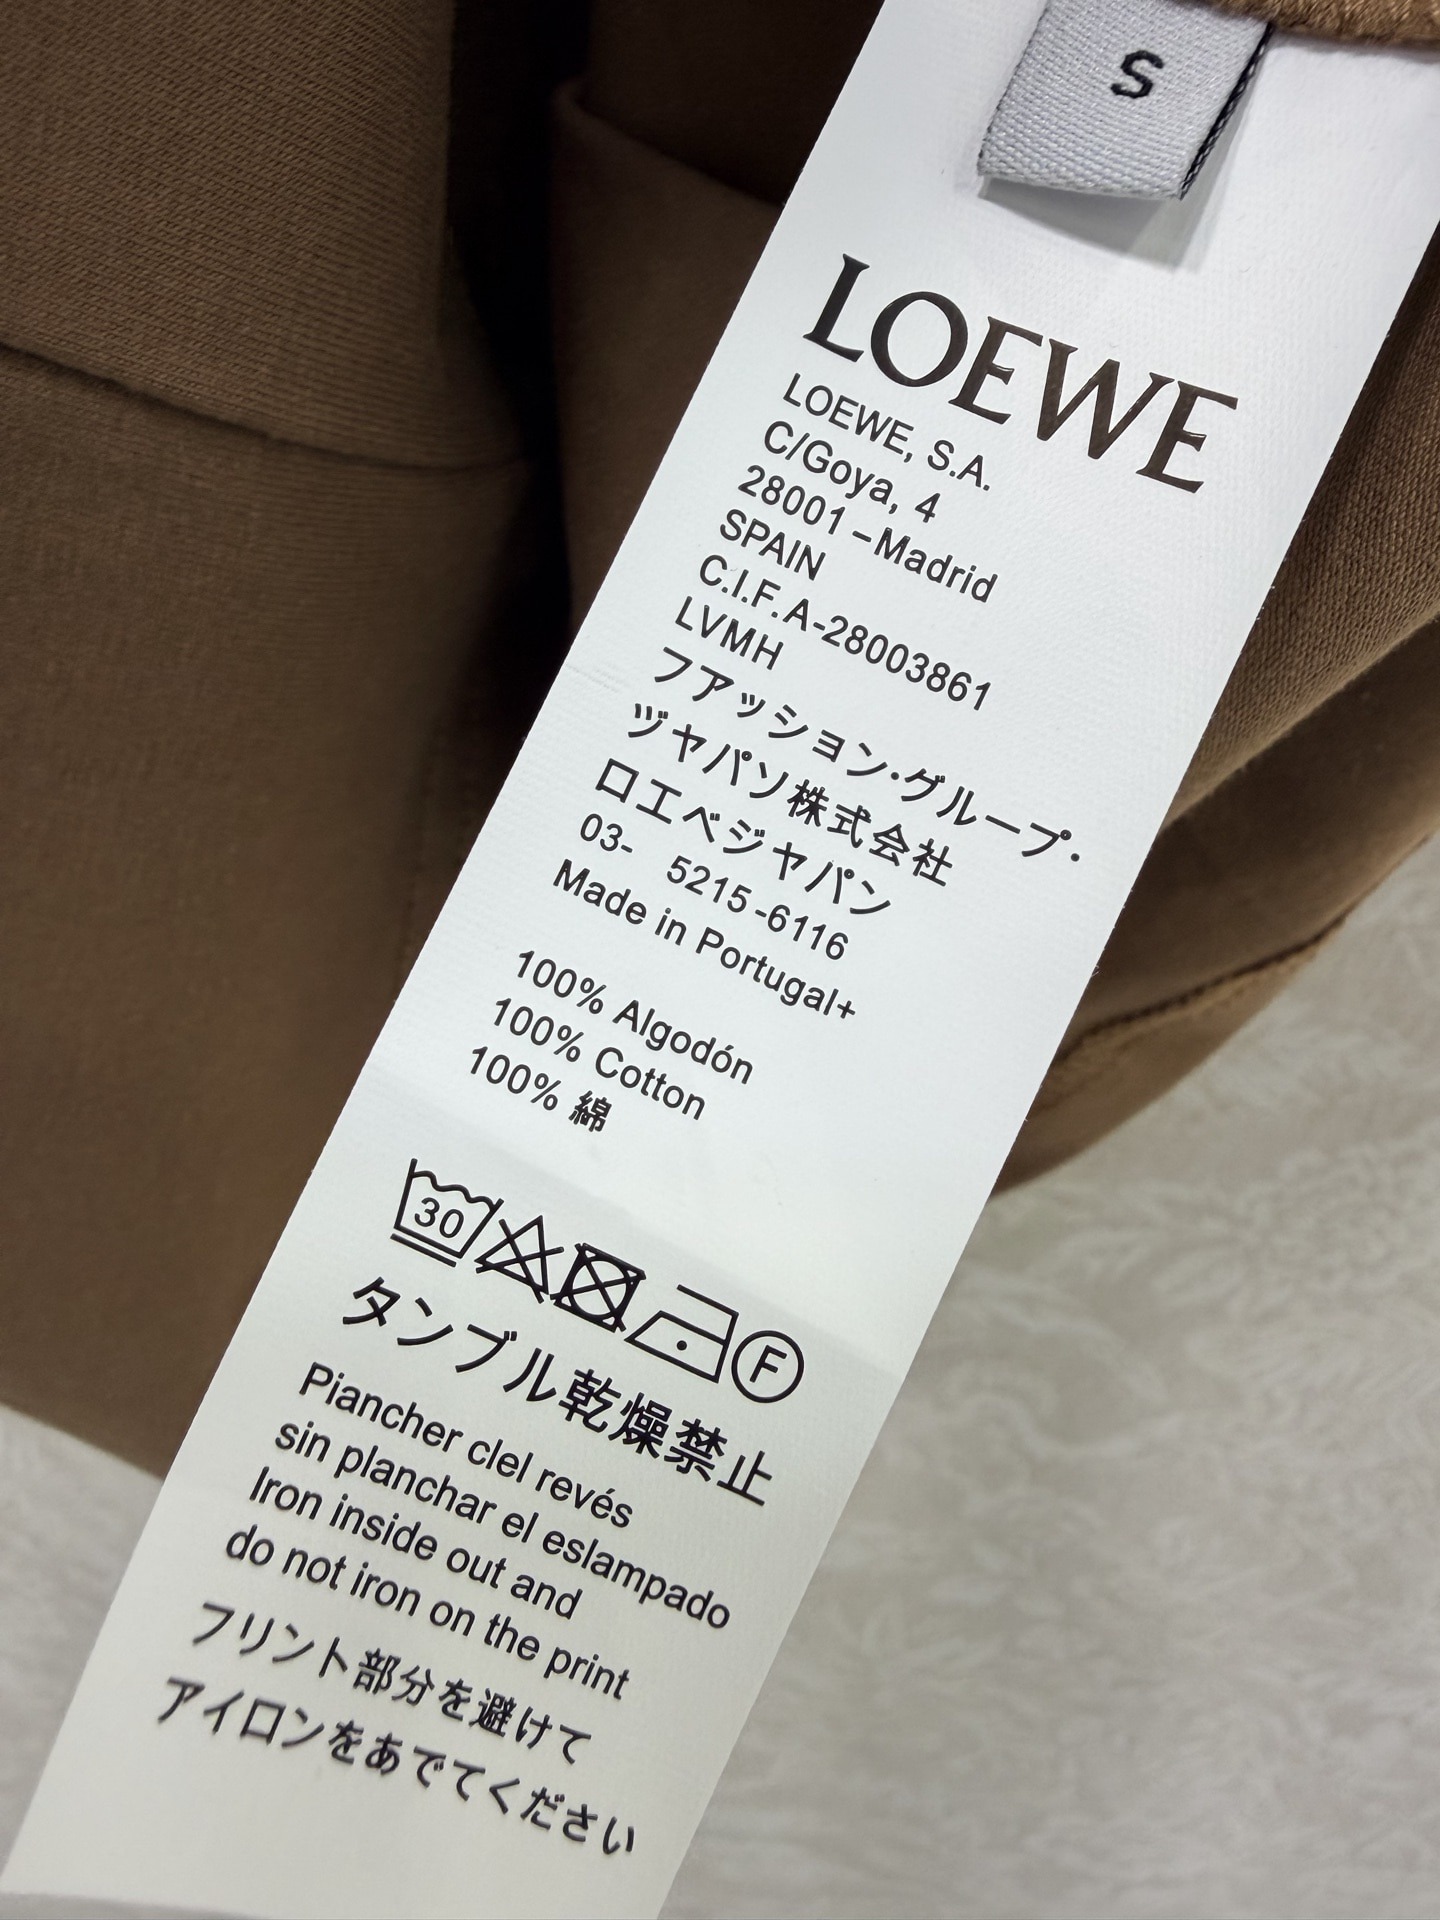 S
LOEWE
LOEWE, S.A.
C/Goya, 4
28001-Madrid
SPAIN
C.I.F. A-28003861
LVMH
フアッション・グループ・
ヅヤパソ株式会社
口エベジヤパン
03- 5215-6116
Made in Portugal+
100% Algodón
100% Cotton
100% 綿
30
F
タンブル乾燥禁止
Piancher clel revés
sin planchar el eslampado
Iron inside out and
do not iron on the print
フリント部分を避けて
アイロンをあでてください